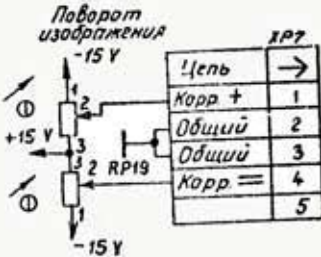 Поворот
изображения
-15 V
1
2
+15 V
3
3
2
1
-15 V
RP19
XP7
Цепь →
Корр + 1
Общий 2
Общий 3
Корр = 4
5